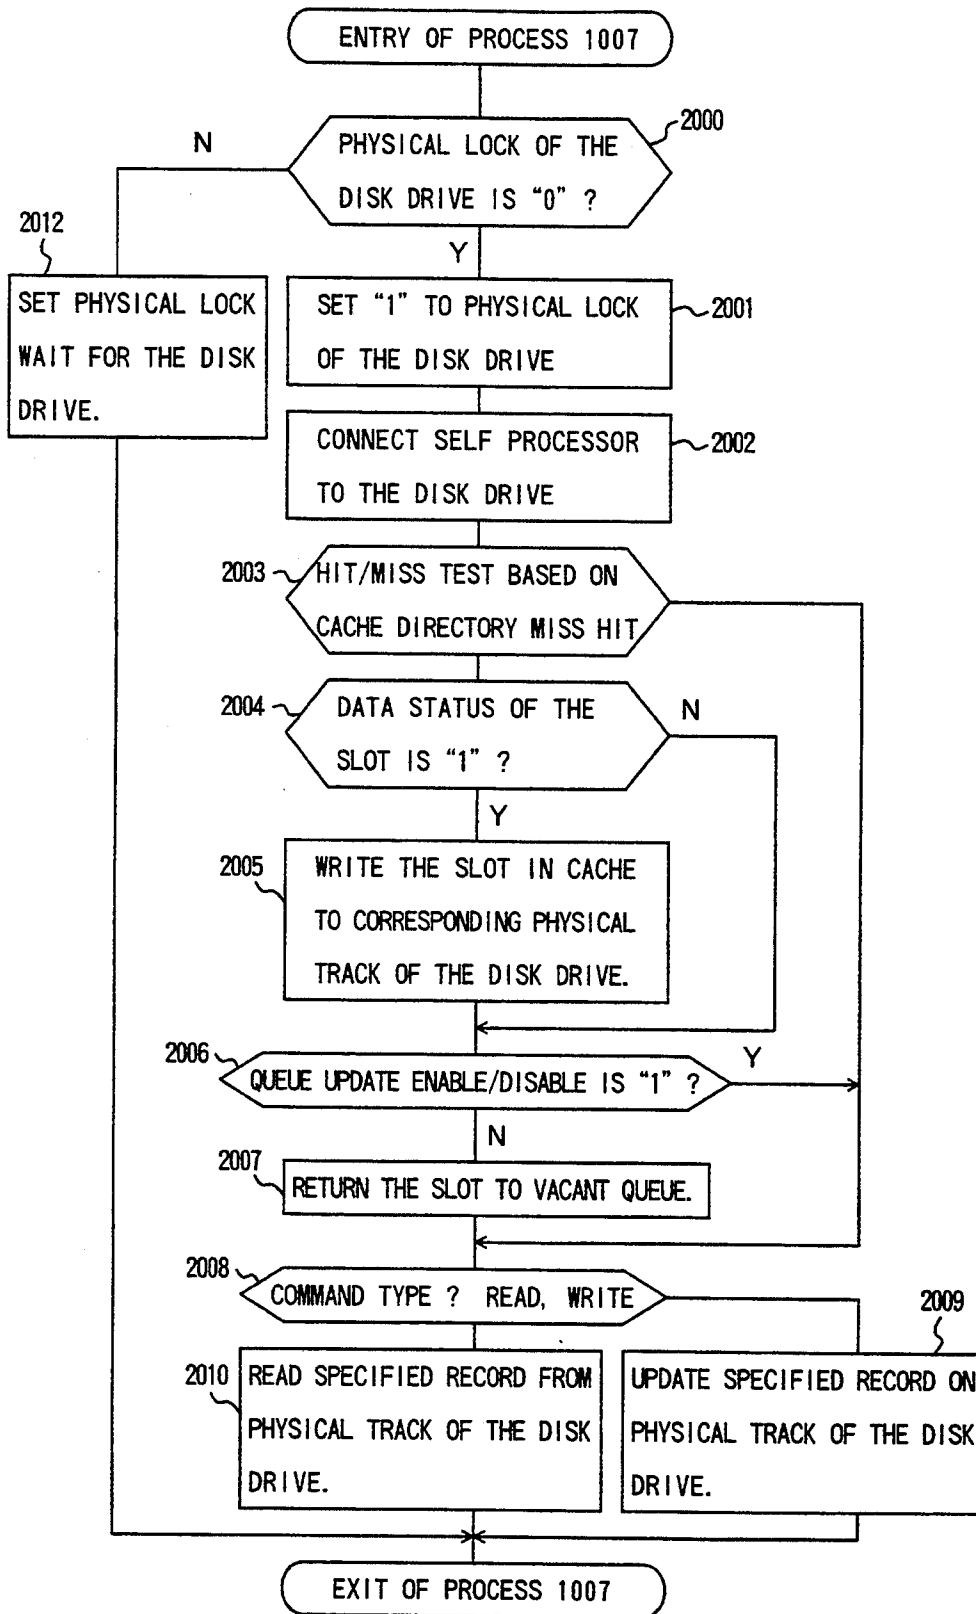 ENTRY OF PROCESS 1007
2000
N
PHYSICAL LOCK OF THE
DISK DRIVE IS “0” ?
2012
Y
SET PHYSICAL LOCK
WAIT FOR THE DISK
DRIVE.
SET “1” TO PHYSICAL LOCK
OF THE DISK DRIVE
2001
CONNECT SELF PROCESSOR
TO THE DISK DRIVE
2002
2003
HIT/MISS TEST BASED ON
CACHE DIRECTORY MISS HIT
2004
DATA STATUS OF THE
SLOT IS “1” ?
N
Y
2005
WRITE THE SLOT IN CACHE
TO CORRESPONDING PHYSICAL
TRACK OF THE DISK DRIVE.
2006
Y
QUEUE UPDATE ENABLE/DISABLE IS “1” ?
N
2007
RETURN THE SLOT TO VACANT QUEUE.
2008
COMMAND TYPE ? READ, WRITE
2009
2010
READ SPECIFIED RECORD FROM
PHYSICAL TRACK OF THE DISK
DRIVE.
UPDATE SPECIFIED RECORD ON
PHYSICAL TRACK OF THE DISK
DRIVE.
EXIT OF PROCESS 1007